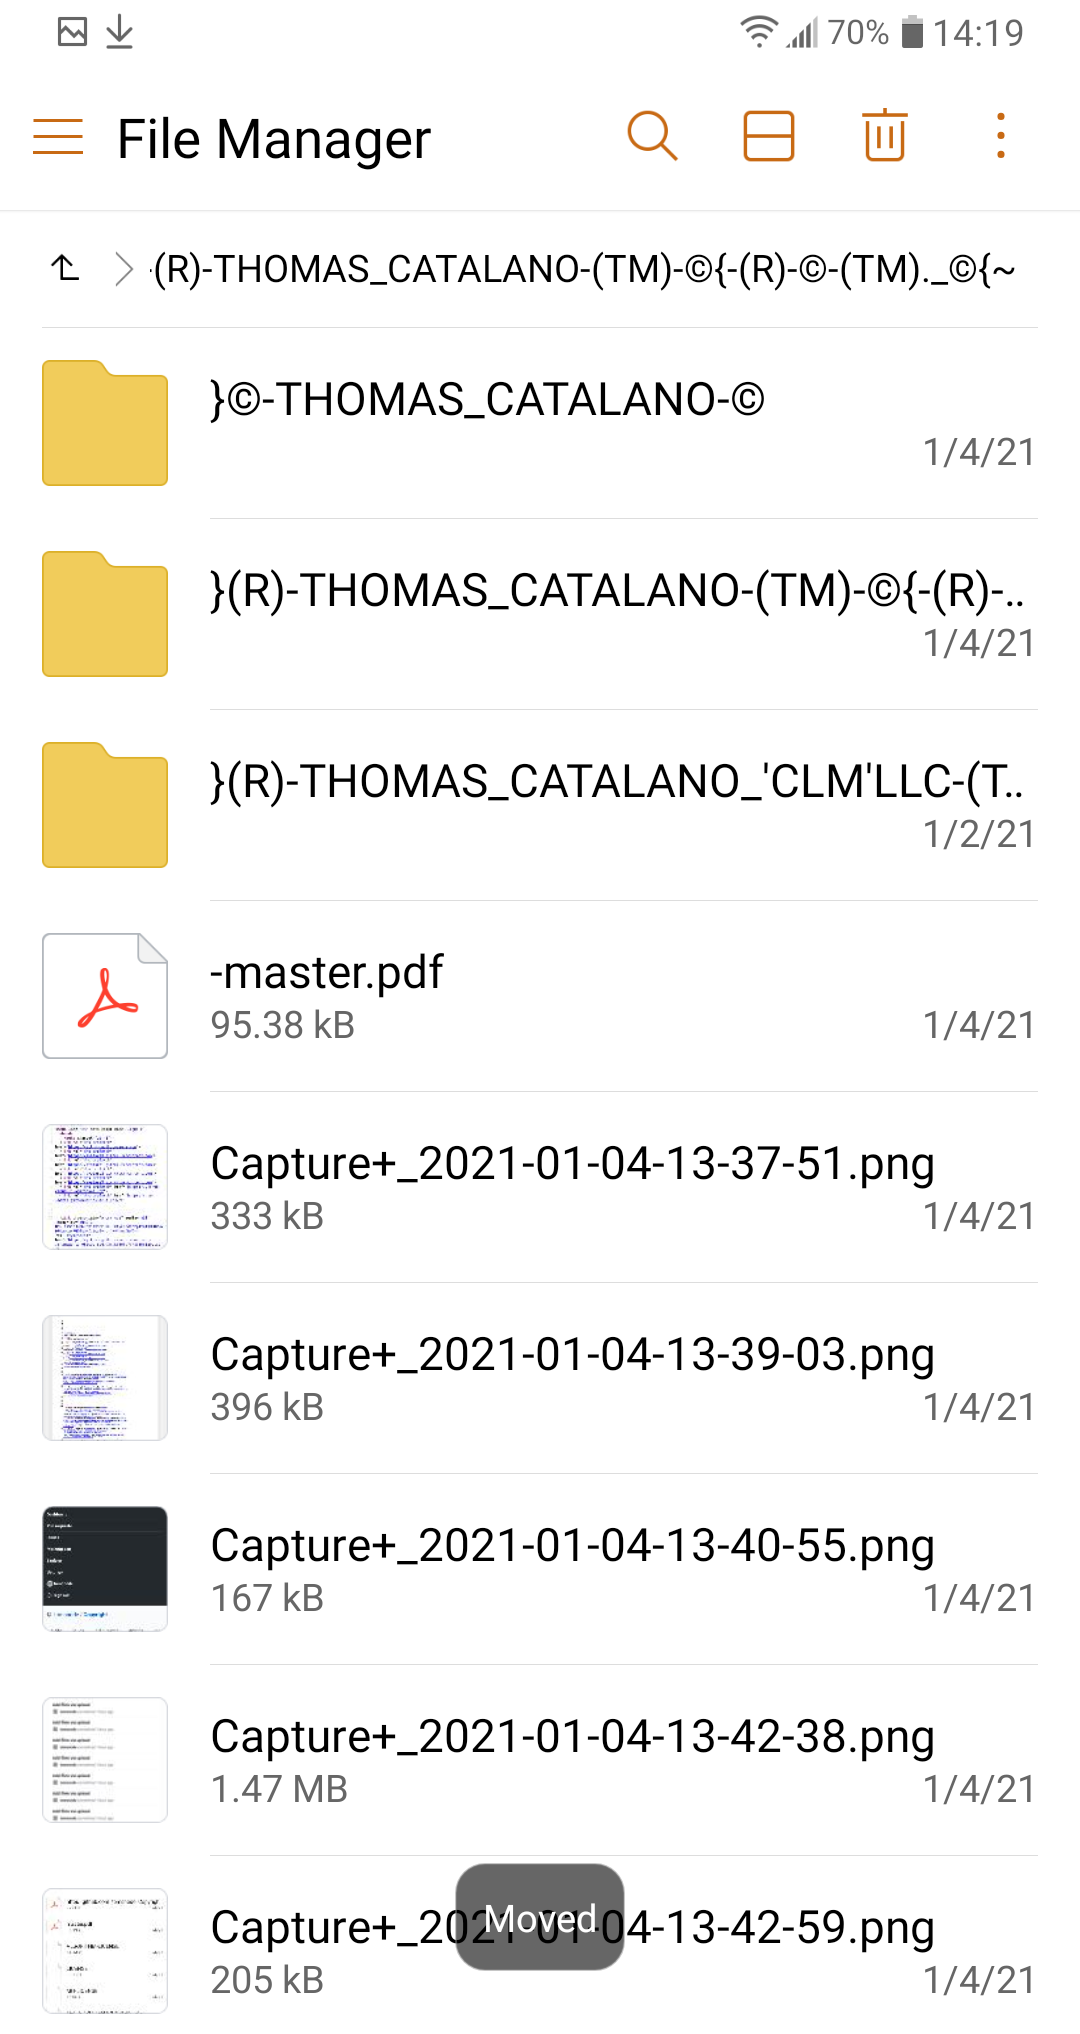 70% 14:19
File Manager
(R)-THOMAS_CATALANO-(TM)-©{-(R)-©-(TM)._©{~
}©-THOMAS_CATALANO-©
1/4/21
}(R)-THOMAS_CATALANO-(TM)-©{-(R)-..
1/4/21
}(R)-THOMAS_CATALANO_'CLM'LLC-(T..
1/2/21
-master.pdf
95.38 kB 1/4/21
Capture+_2021-01-04-13-37-51.png
333 kB 1/4/21
Capture+_2021-01-04-13-39-03.png
396 kB 1/4/21
Capture+_2021-01-04-13-40-55.png
167 kB 1/4/21
Capture+_2021-01-04-13-42-38.png
1.47 MB 1/4/21
Capture+_2021-01-04-13-42-59.png
Moved
205 kB 1/4/21